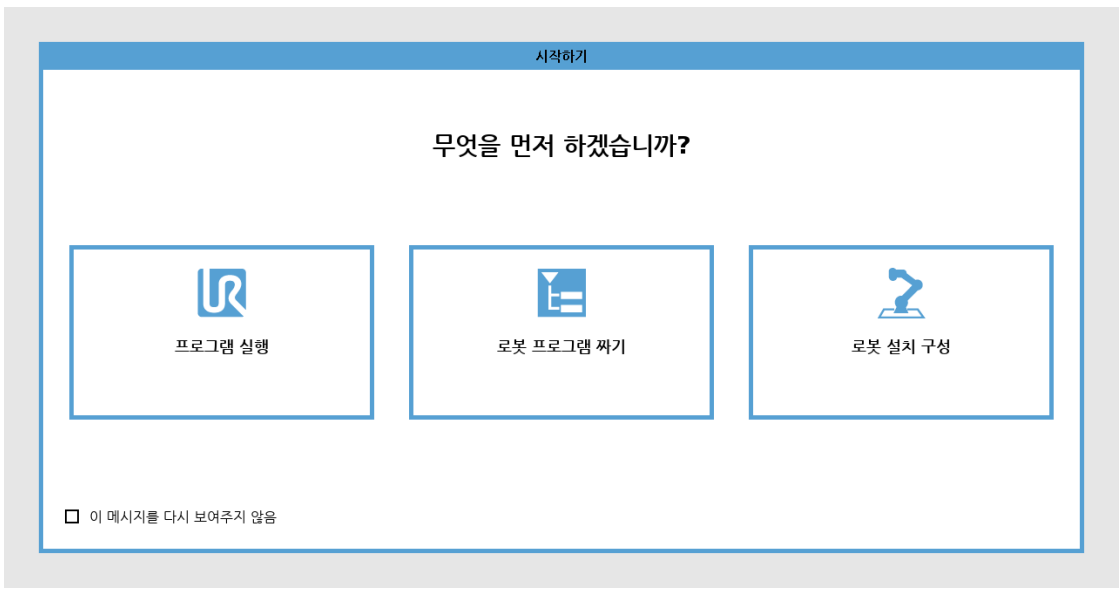 시작하기
무엇을 먼저 하겠습니까?
프로그램 실행
로봇 프로그램 짜기
로봇 설치 구성
이 메시지를 다시 보여주지 않음